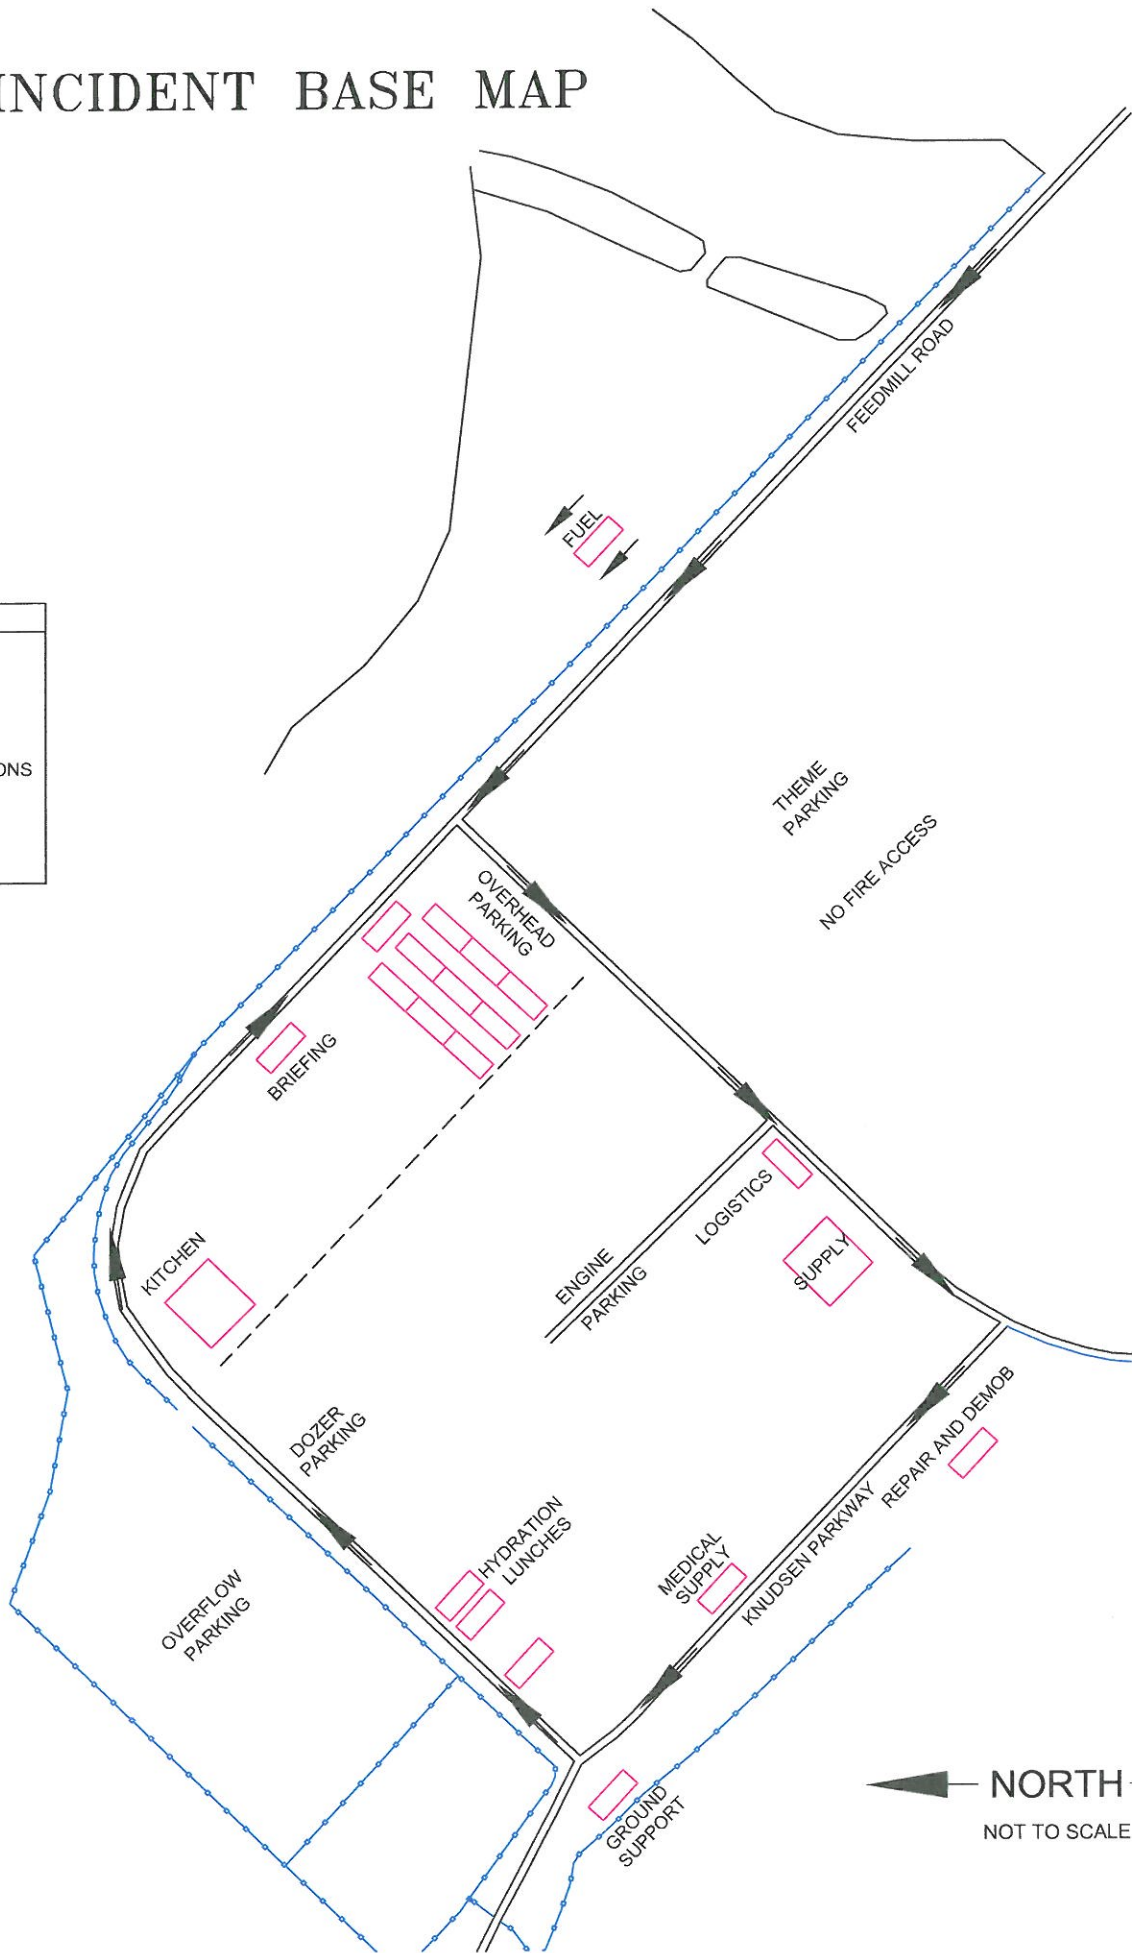 INCIDENT BASE MAP
FEEDMILL ROAD
FUEL
ONS
THEME
PARKING
NO FIRE ACCESS
OVERHEAD
PARKING
BRIEFING
LOGISTICS
SUPPLY
KITCHEN
ENGINE
PARKING
REPAIR AND DEMOB
DOZER
PARKING
HYDRATION
LUNCHES
MEDICAL
SUPPLY
KNUDSEN PARKWAY
OVERFLOW
PARKING
NORTH
NOT TO SCALE
GROUND
SUPPORT